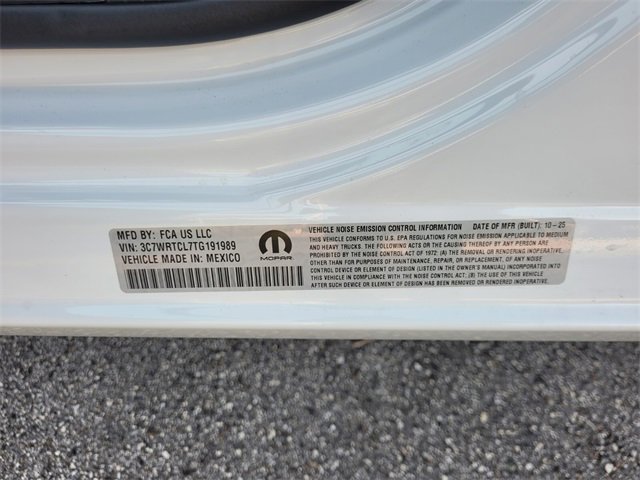 MFD BY: FCA US LLC
VIN: 3C7WRTCL7TG191989
VEHICLE MADE IN: MEXICO
MOPAR
VEHICLE NOISE EMISSION CONTROL INFORMATION DATE OF MFR (BUILT): 10-25
THIS VEHICLE CONFORMS TO U.S. EPA REGULATIONS FOR NOISE EMISSION APPLICABLE TO MEDIUM
AND HEAVY TRUCKS. THE FOLLOWING ACTS OR THE CAUSING THEREOF BY ANY PERSON ARE
PROHIBITED BY THE NOISE CONTROL ACT OF 1972: (A) THE REMOVAL OR RENDERING INOPERATIVE,
OTHER THAN FOR PURPOSES OF MAINTENANCE, REPAIR, OR REPLACEMENT, OF ANY NOISE
CONTROL DEVICE OR ELEMENT OF DESIGN (LISTED IN THE OWNER'S MANUAL) INCORPORATED INTO
THIS VEHICLE IN COMPLIANCE WITH THE NOISE CONTROL ACT; (B) THE USE OF THE VEHICLE
AFTER SUCH DEVICE OR ELEMENT OF DESIGN HAS BEEN REMOVED OR RENDERED INOPERATIVE.